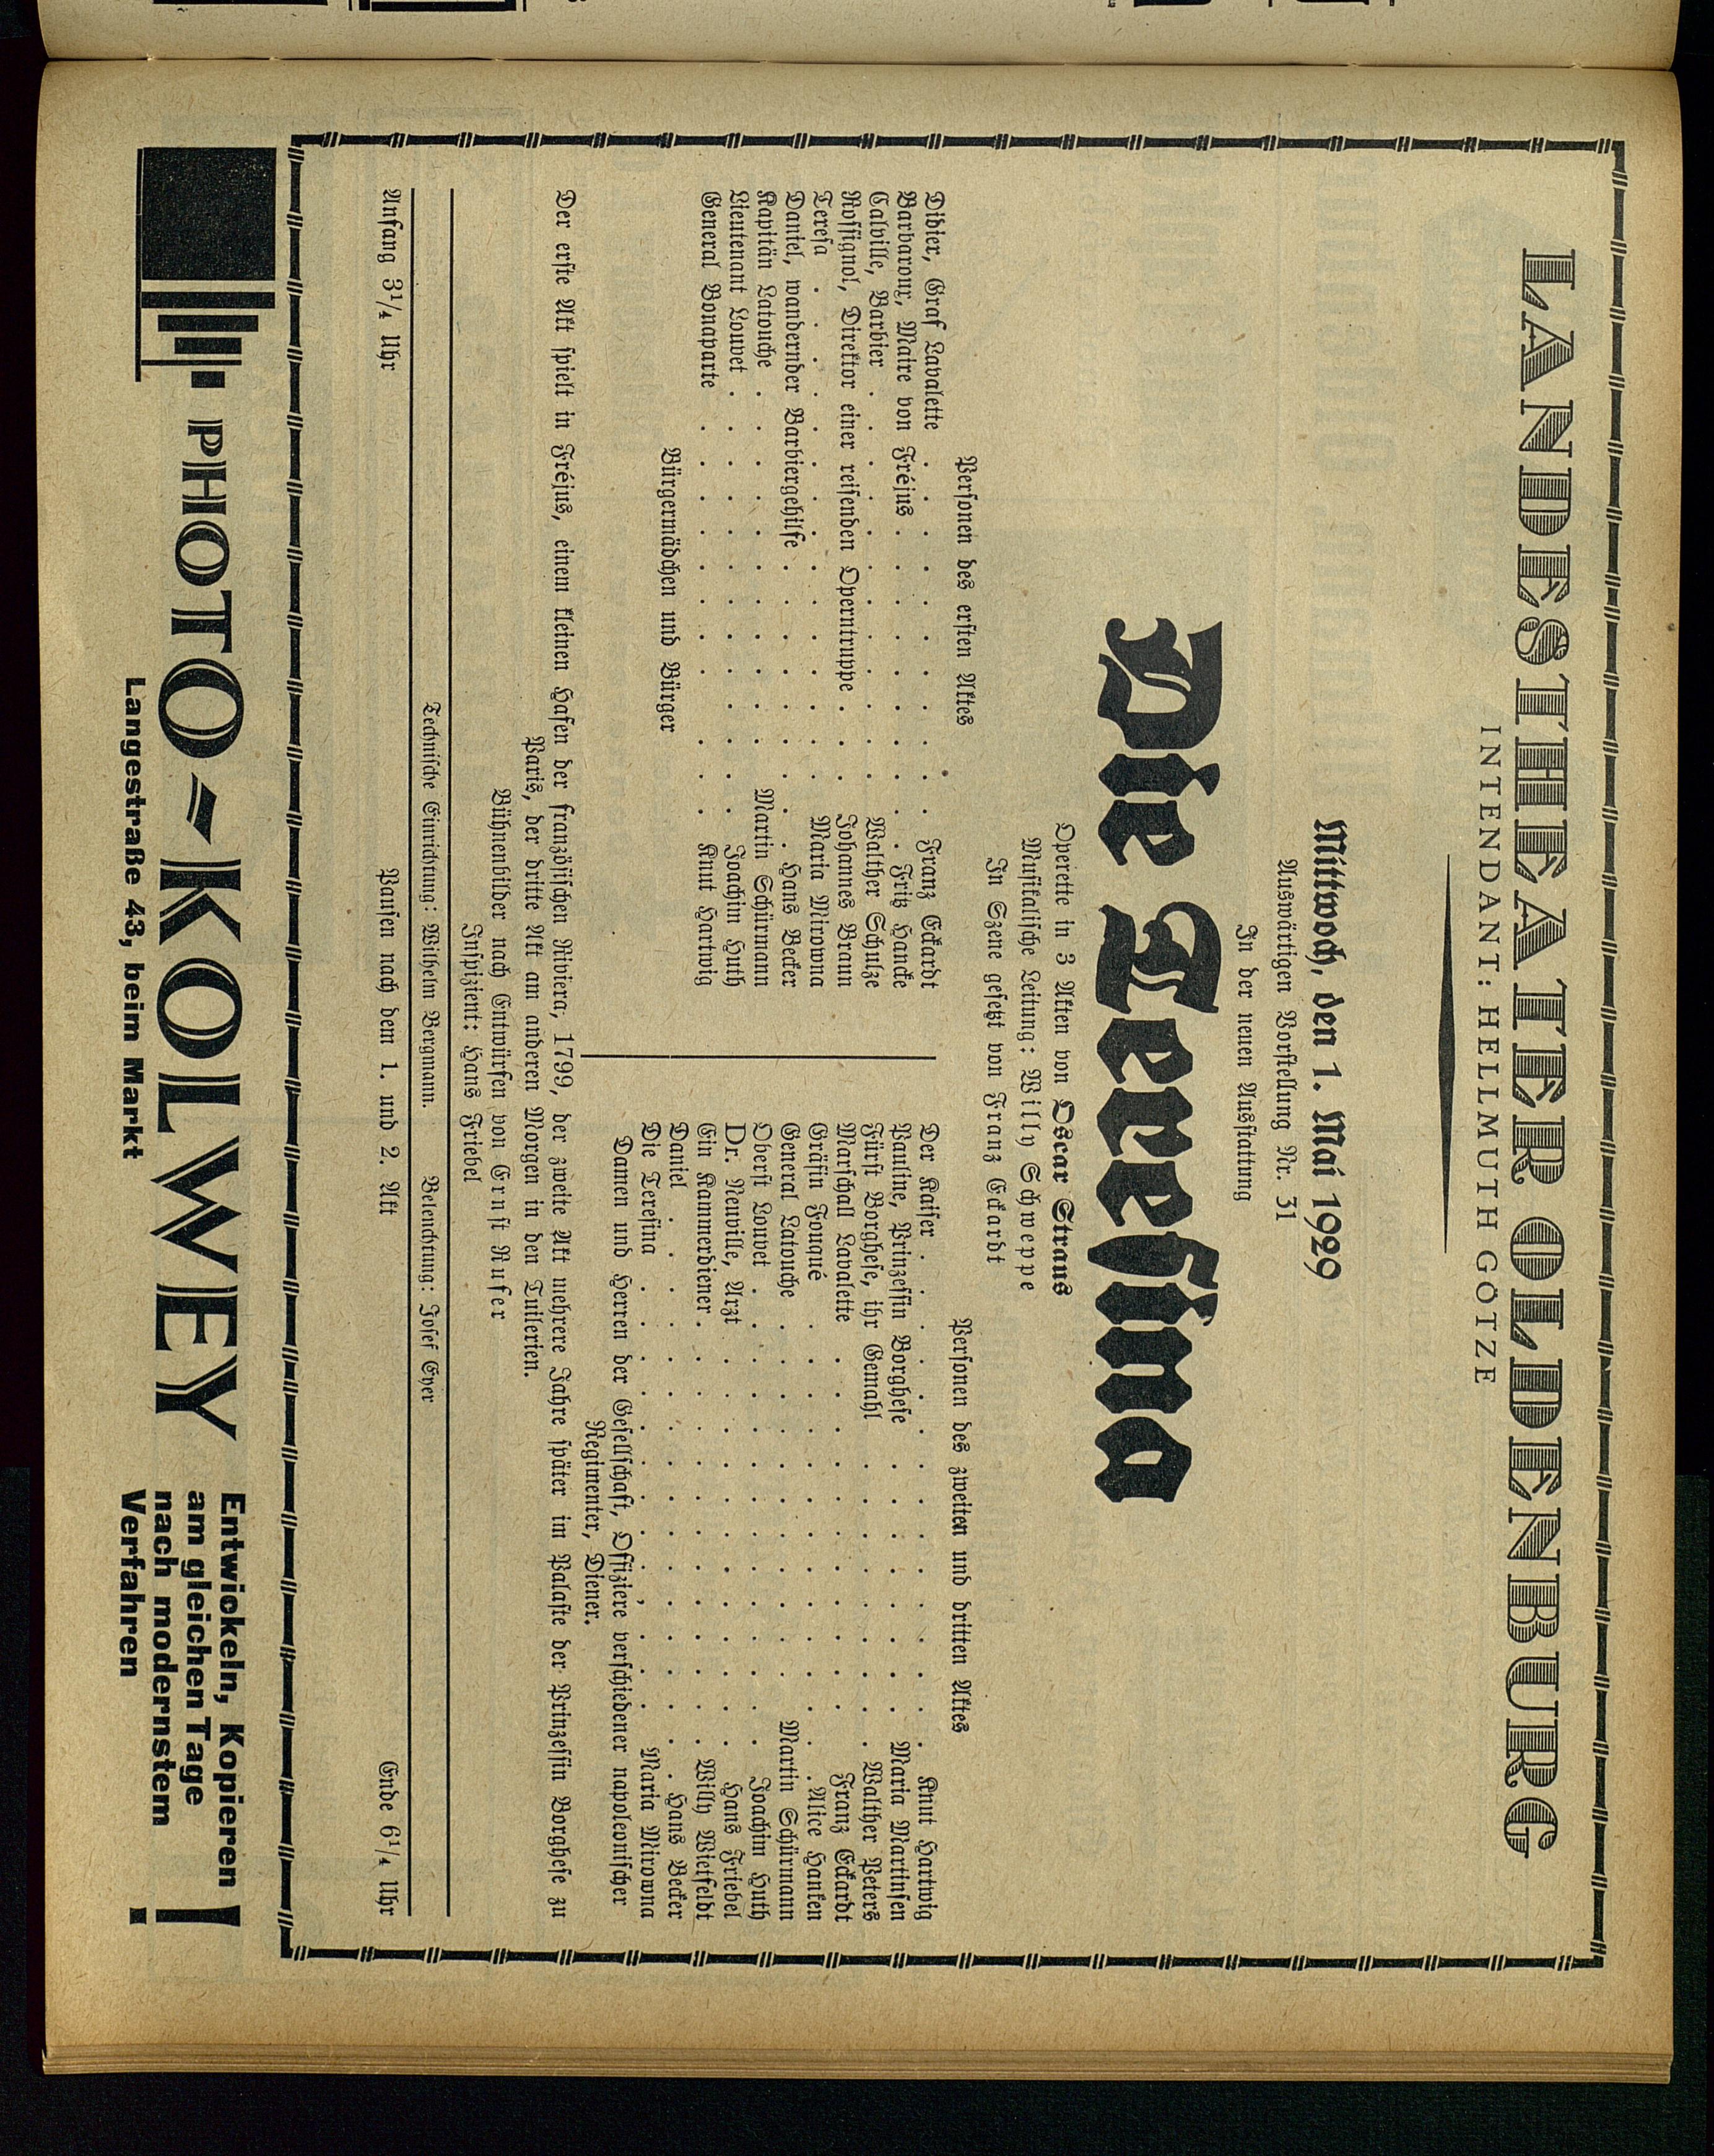 LANDESTHEATER OLDENBURG
INTENDANT: HELLMUTH GÖTZE
Mittwoch, den 1. Mai 1929
Auswärtigen Vorstellung Nr. 31
In der neuen Ausstattung
Die Teresina
Operette in 3 Akten von Oscar Straus
Musikalische Leitung: Willy Schweppe
In Szene gesetzt von Franz Eckardt
Personen des ersten Aktes
Didier, Graf Lavalette . . . . . . . . . . . Franz Eckardt
Barbaroux, Maire von Fréjus . . . . . . . . . . Fritz Hancke
Calville, Barbier . . . . . . . . . . . . Walther Schulze
Rossignol, Direktor einer reisenden Operntruppe . . . . Johannes Brann
Teresa . . . . . . . . . . . . . . . Maria Mirowna
Daniel, wandernder Barbiergehilfe . . . . . . . . . Hans Becker
Kapitän Latouche . . . . . . . . . . . Martin Schürmann
Lieutenant Louvet . . . . . . . . . . . . . Joachim Huth
General Bonaparte . . . . . . . . . . . . Knut Hartwig
Bürgermädchen und Bürger
Personen des zweiten und dritten Aktes
Der Kaiser . . . . . . . . . . . . . . . Knut Hartwig
Pauline, Prinzessin Borghese . . . . . . . . . Maria Martinsen
Fürst Borghese, ihr Gemahl . . . . . . . . . . Walther Peters
Marschall Lavalette . . . . . . . . . . . . Franz Eckardt
Gräfin Fouqué . . . . . . . . . . . . . . Alice Hanken
General Latouche . . . . . . . . . . . Martin Schürmann
Oberst Louvet . . . . . . . . . . . . . . Joachim Huth
Dr. Neuville, Arzt . . . . . . . . . . . . Hans Friebel
Ein Kammerdiener . . . . . . . . . . . . Willy Wietfeldt
Daniel . . . . . . . . . . . . . . . . Hans Becker
Die Teresina . . . . . . . . . . . . . . Maria Mirowna
Damen und Herren der Gesellschaft, Offiziere verschiedener napoleonischer
Regimenter, Diener.
Der erste Akt spielt in Fréjus, einem kleinen Hafen der französischen Riviera, 1799, der zweite Akt mehrere Jahre später im Palaste der Prinzessin Borghese zu
Paris, der dritte Akt am anderen Morgen in den Tuilerien.
Bühnenbilder nach Entwürfen von Ernst Rufer
Inspizient: Hans Friebel
Technische Einrichtung: Wilhelm Bergmann. Beleuchtung: Josef Eyer
Anfang 3¼ Uhr Pausen nach dem 1. und 2. Akt Ende 6¼ Uhr
PHOTO-KOLWEY
Langestraße 43, beim Markt
Entwickeln, Kopieren
am gleichen Tage
nach modernstem
Verfahren !